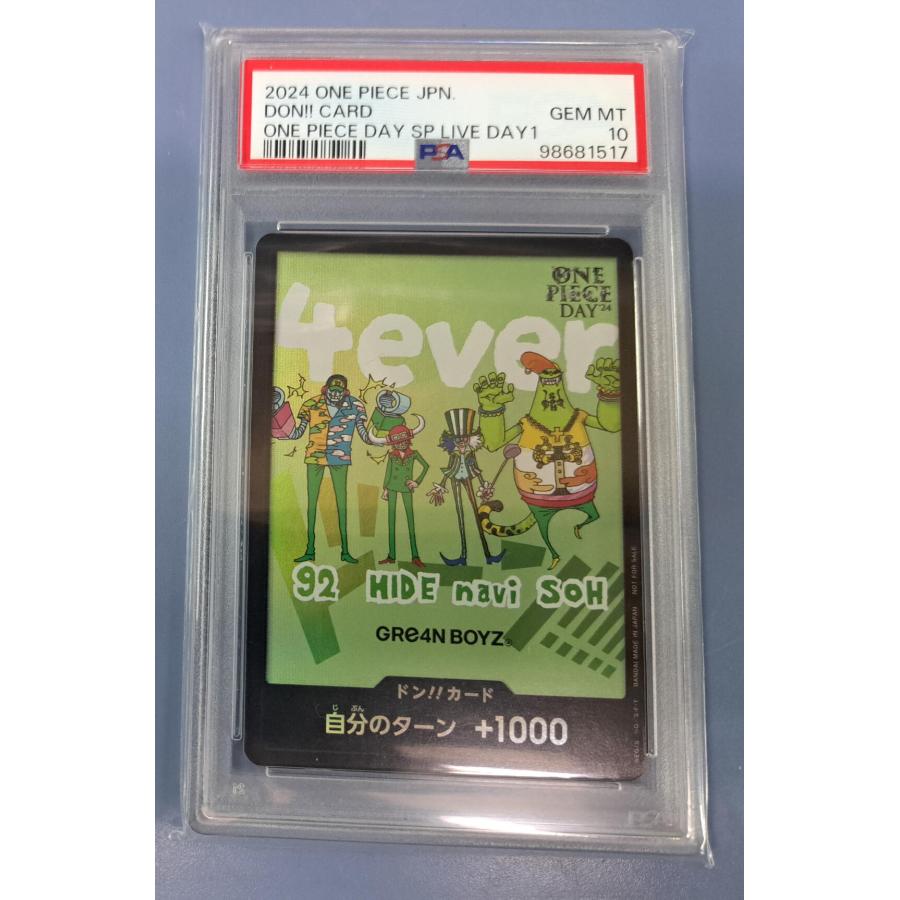 2024 ONE PIECE JPN.
DON!! CARD
GEM MT
ONE PIECE DAY SP LIVE DAY1
10
PSA
98681517
ONE
PIECE
DAY'24
4ever
92 HIDE navi SOH
GRe4N BOYZ
ドン!!カード
じ ぶん
自分のターン +1000
BANDAI MADE IN JAPAN NOT FOR SALE
PSA